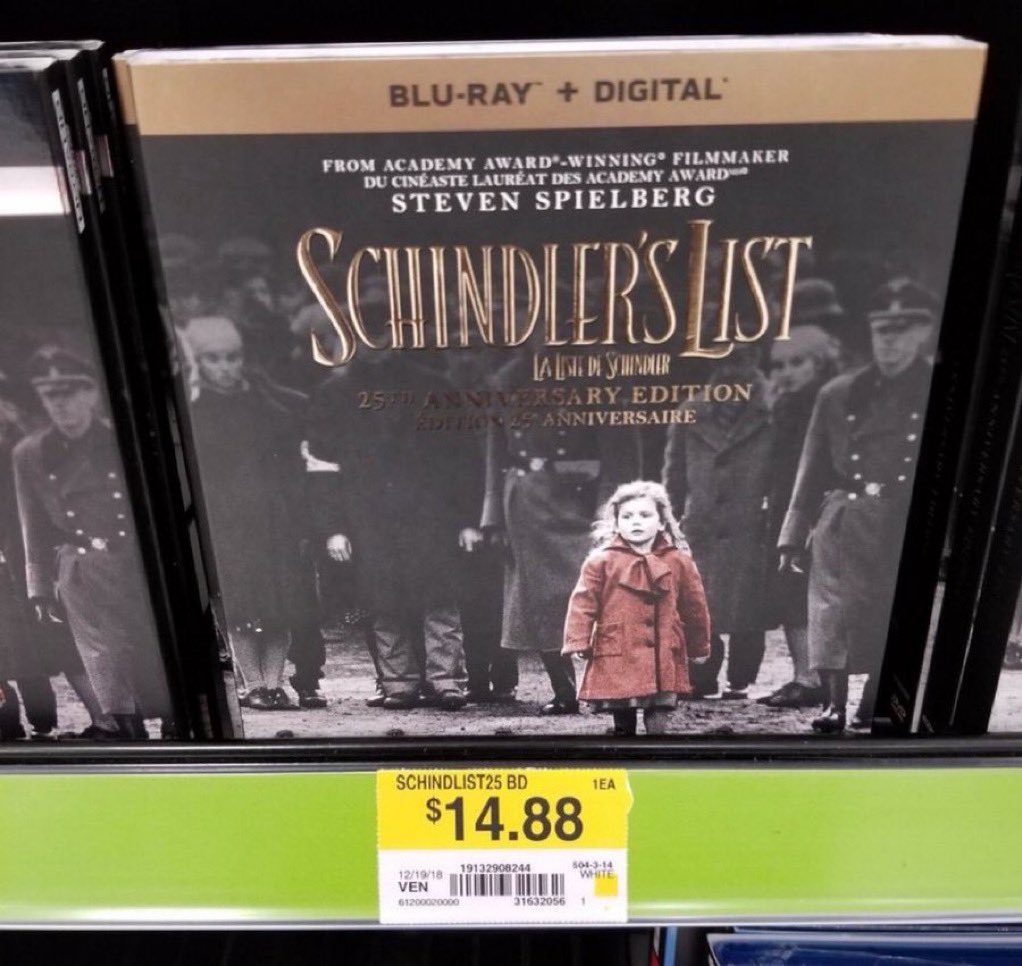 BLU-RAY™ + DIGITAL*
FROM ACADEMY AWARD®-WINNING® FILMMAKER
DU CINÉASTE LAURÉAT DES ACADEMY AWARD
STEVEN SPIELBERG
SCHINDLER'S LIST
LA LISTE DE SCHINDLER
25TH ANNIVERSARY EDITION
ÉDITION 25e ANNIVERSAIRE
SCHINDLIST25 BD 1EA
$14.88
12/19/18 19132908244 504-3-14
VEN WHITE
61200020000 31632056 1